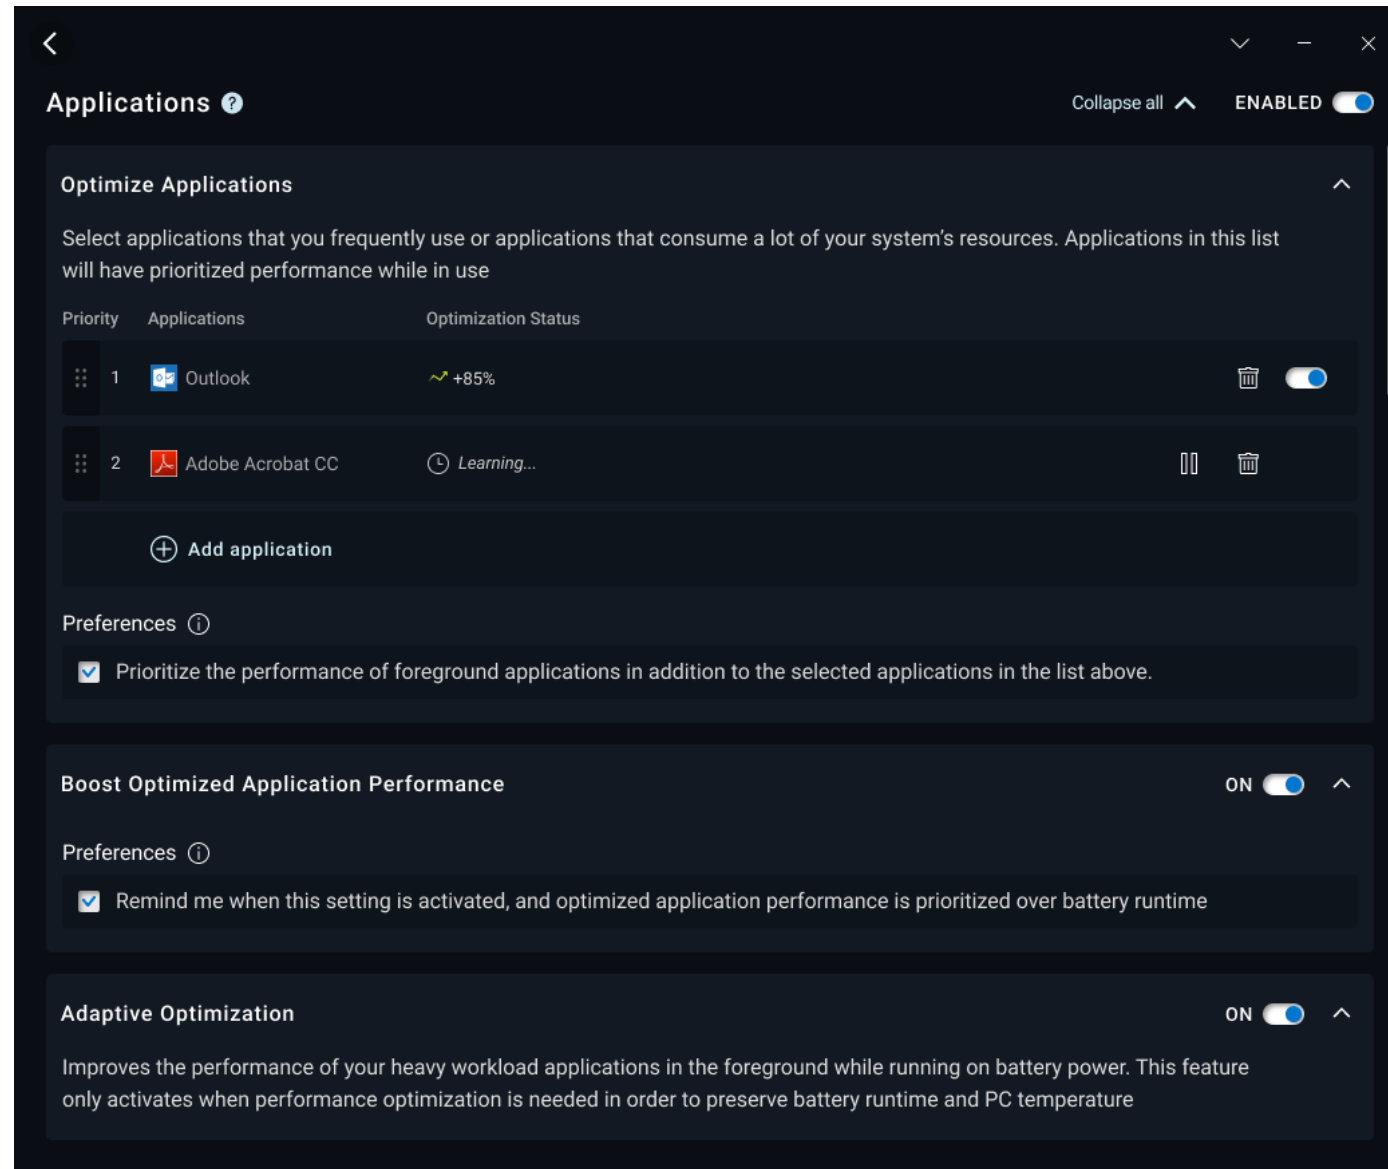 Applications ?
Collapse all
ENABLED
Optimize Applications
Select applications that you frequently use or applications that consume a lot of your system's resources. Applications in this list
will have prioritized performance while in use
Priority Applications Optimization Status
1 Outlook +85%
2 Adobe Acrobat CC Learning...
Add application
Preferences
Prioritize the performance of foreground applications in addition to the selected applications in the list above.
Boost Optimized Application Performance ON
Preferences
Remind me when this setting is activated, and optimized application performance is prioritized over battery runtime
Adaptive Optimization ON
Improves the performance of your heavy workload applications in the foreground while running on battery power. This feature
only activates when performance optimization is needed in order to preserve battery runtime and PC temperature